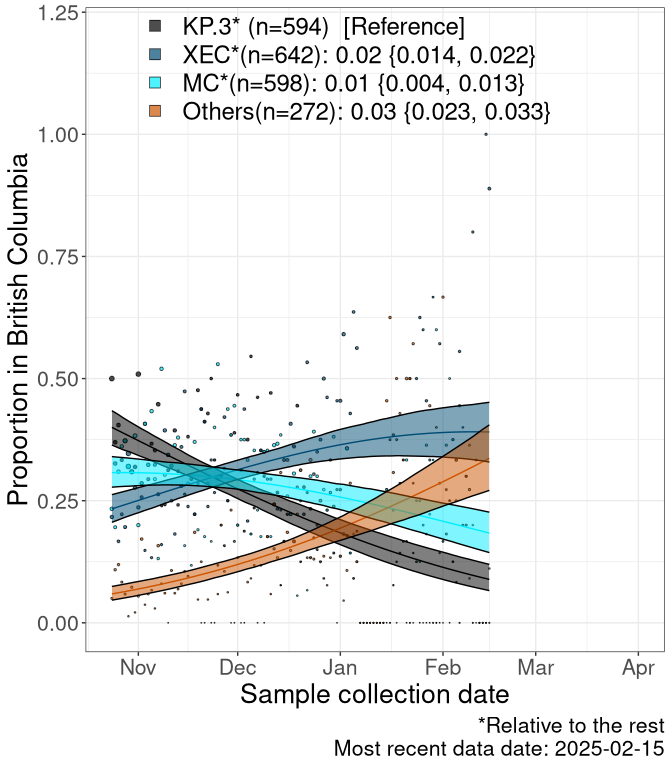 KP.3* (n=594)  [Reference]
XEC*(n=642): 0.02 {0.014, 0.022}
MC*(n=598): 0.01 {0.004, 0.013}
Others(n=272): 0.03 {0.023, 0.033}
Proportion in British Columbia
1.25
1.00
0.75
0.50
0.25
0.00
Nov Dec Jan Feb Mar Apr
Sample collection date
*Relative to the rest
Most recent data date: 2025-02-15